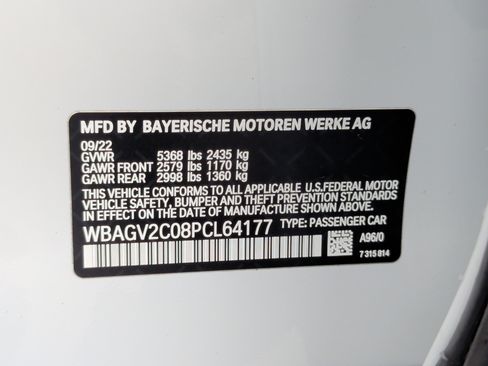 MFD BY BAYERISCHE MOTOREN WERKE AG
09/22
GVWR 5368 lbs 2435 kg
GAWR FRONT 2579 lbs 1170 kg
GAWR REAR 2998 lbs 1360 kg
THIS VEHICLE CONFORMS TO ALL APPLICABLE U.S.FEDERAL MOTOR
VEHICLE SAFETY, BUMPER AND THEFT PREVENTION STANDARDS
IN EFFECT ON THE DATE OF MANUFACTURE SHOWN ABOVE.
WBAGV2C08PCL64177 TYPE: PASSENGER CAR
A96/0
7 315 814